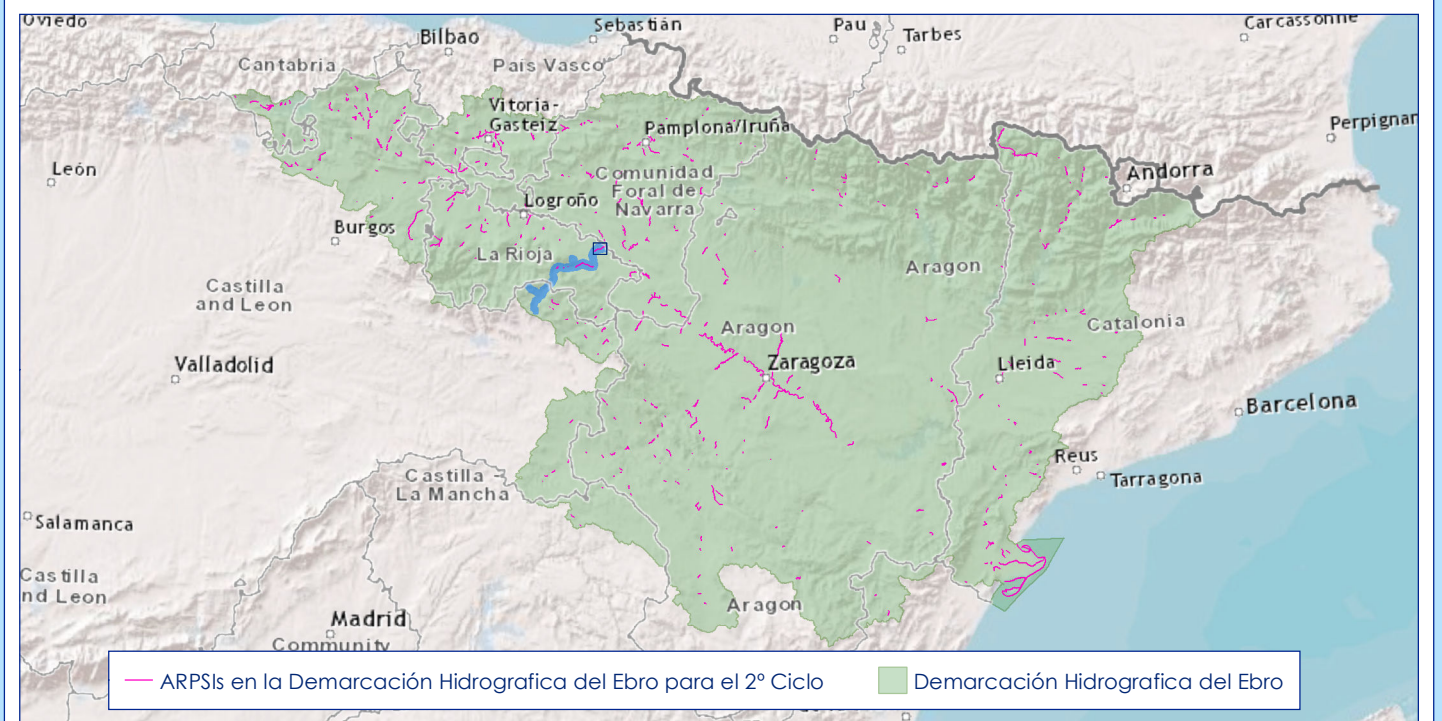 Oviedo
Sebastián
Pau
Carcassonne
Bilbao
Tarbes
Cantabria
País Vasco
Vitoria-
Gasteiz
Pamplona/Iruña
Perpignan
León
Comunidad
Foral de
Navarra
Andorra
Logroño
Burgos
La Rioja
Aragon
Castilla
and Leon
Aragon
Catalonia
Valladolid
Zaragoza
Lleida
Barcelona
Reus
Castilla
La Mancha
Tarragona
Salamanca
Castilla
nd Leon
Aragon
Madrid
Community
ARPSIs en la Demarcación Hidrografica del Ebro para el 2º Ciclo
Demarcación Hidrografica del Ebro